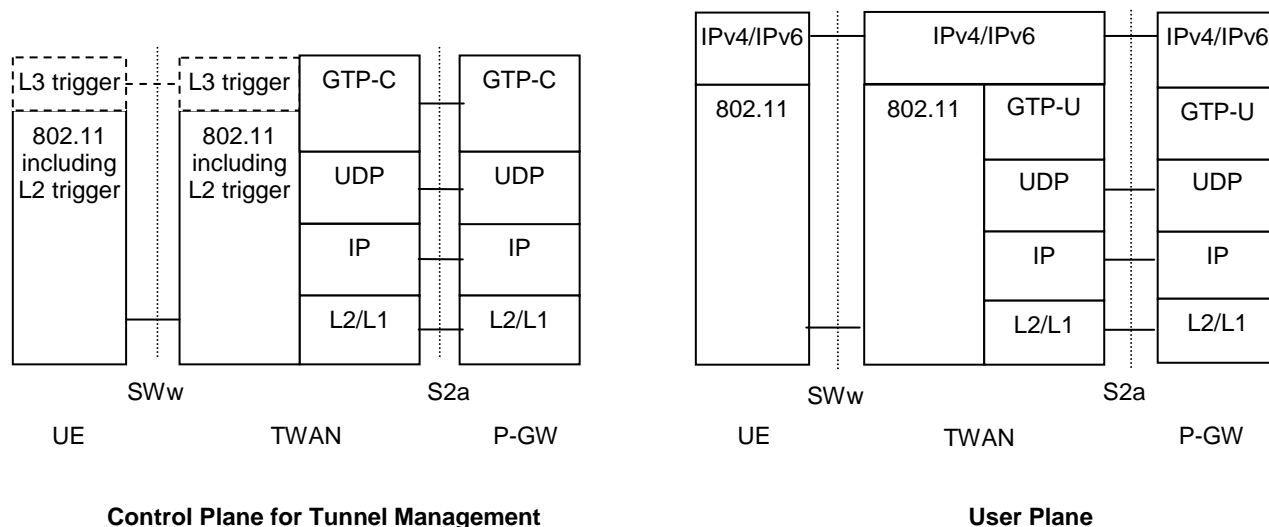 L3 trigger
L3 trigger
GTP-C
GTP-C
802.11
including
L2 trigger
802.11
including
L2 trigger
UDP
UDP
IP
IP
L2/L1
L2/L1
SWw
S2a
UE
TWAN
P-GW
Control Plane for Tunnel Management
IPv4/IPv6
IPv4/IPv6
IPv4/IPv6
802.11
802.11
GTP-U
GTP-U
UDP
UDP
IP
IP
L2/L1
L2/L1
SWw
S2a
UE
TWAN
P-GW
User Plane